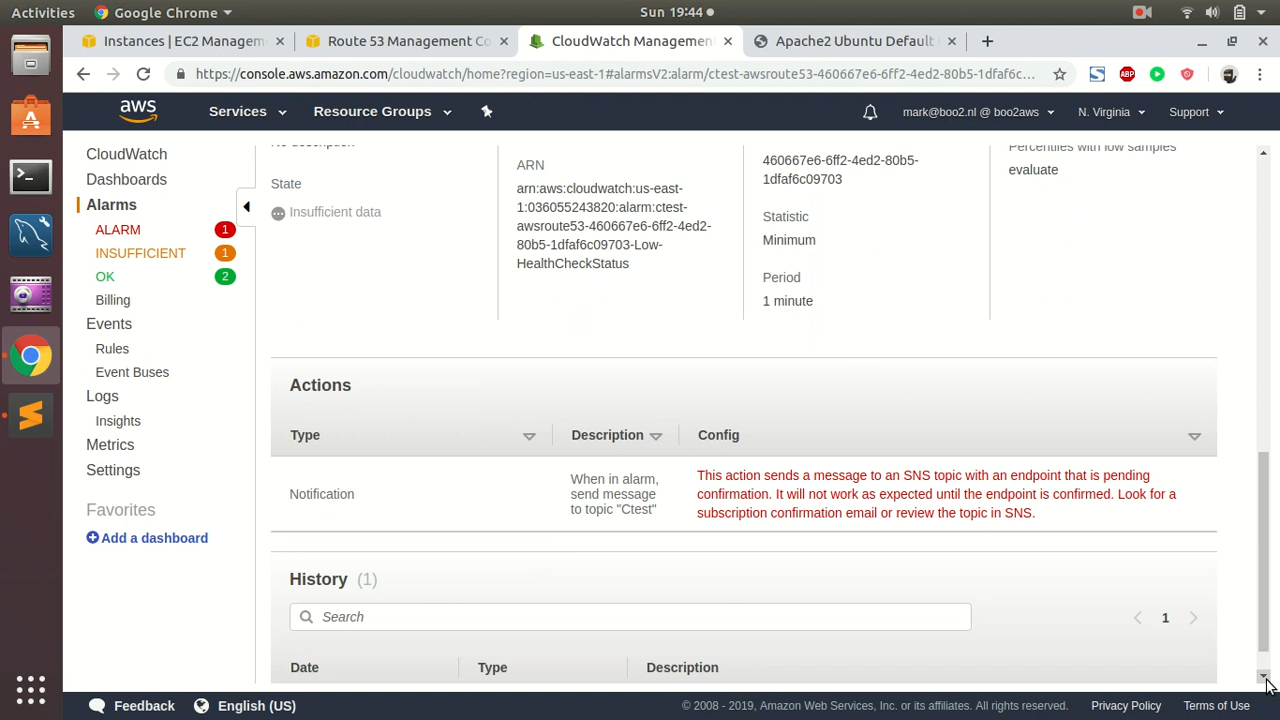 Activities
Google Chrome
Sun 19:44
Instances | EC2 Managem
Route 53 Management Co
CloudWatch Management
Apache2 Ubuntu Default
https://console.aws.amazon.com/cloudwatch/home?region=us-east-1#alarmsV2:alarm/ctest-awsroute53-460667e6-6ff2-4ed2-80b5-1dfaf6c...
ABP
aws
Services
Resource Groups
mark@boo2.nl @ boo2aws
N. Virginia
Support
CloudWatch
Dashboards
Alarms
ALARM 1
INSUFFICIENT 1
OK 2
Billing
Events
Rules
Event Buses
Logs
Insights
Metrics
Settings
Favorites
Add a dashboard
No description
State
Insufficient data
ARN
arn:aws:cloudwatch:us-east-
1:036055243820:alarm:ctest-
awsroute53-460667e6-6ff2-4ed2-
80b5-1dfaf6c09703-Low-
HealthCheckStatus
460667e6-6ff2-4ed2-80b5-
1dfaf6c09703
Statistic
Minimum
Period
1 minute
Percentiles with low samples
evaluate
Actions
Type
Description
Config
Notification
When in alarm,
send message
to topic "Ctest"
This action sends a message to an SNS topic with an endpoint that is pending
confirmation. It will not work as expected until the endpoint is confirmed. Look for a
subscription confirmation email or review the topic in SNS.
History (1)
Search
1
Date
Type
Description
Feedback
English (US)
© 2008 - 2019, Amazon Web Services, Inc. or its affiliates. All rights reserved.
Privacy Policy
Terms of Use